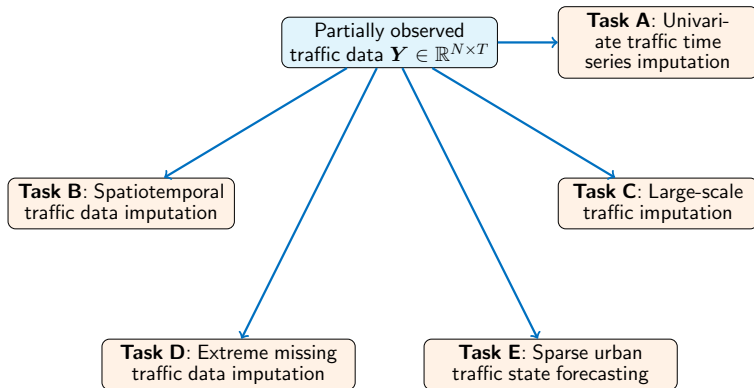 Partially observed
traffic data Y ∈ ℝ^{N×T}
Task A: Univari-
ate traffic time
series imputation
Task B: Spatiotemporal
traffic data imputation
Task C: Large-scale
traffic imputation
Task D: Extreme missing
traffic data imputation
Task E: Sparse urban
traffic state forecasting